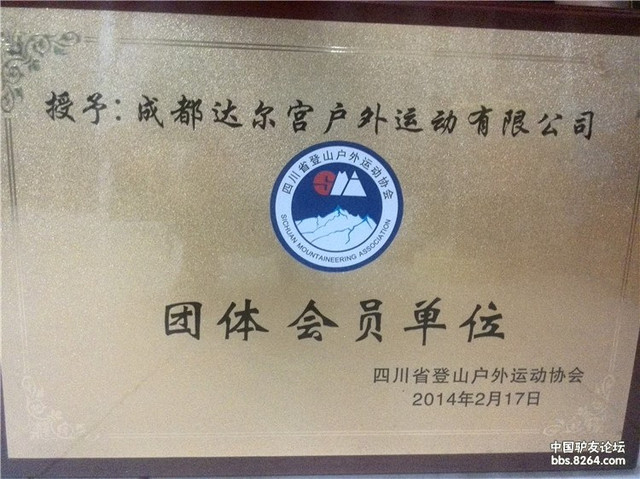 授予：成都达尔宫户外运动有限公司
四川省登山户外运动协会
SICHUAN MOUNTAINEERING ASSOCIATION
团体会员单位
四川省登山户外运动协会
2014年2月17日
中国驴友论坛
bbs.8264.com